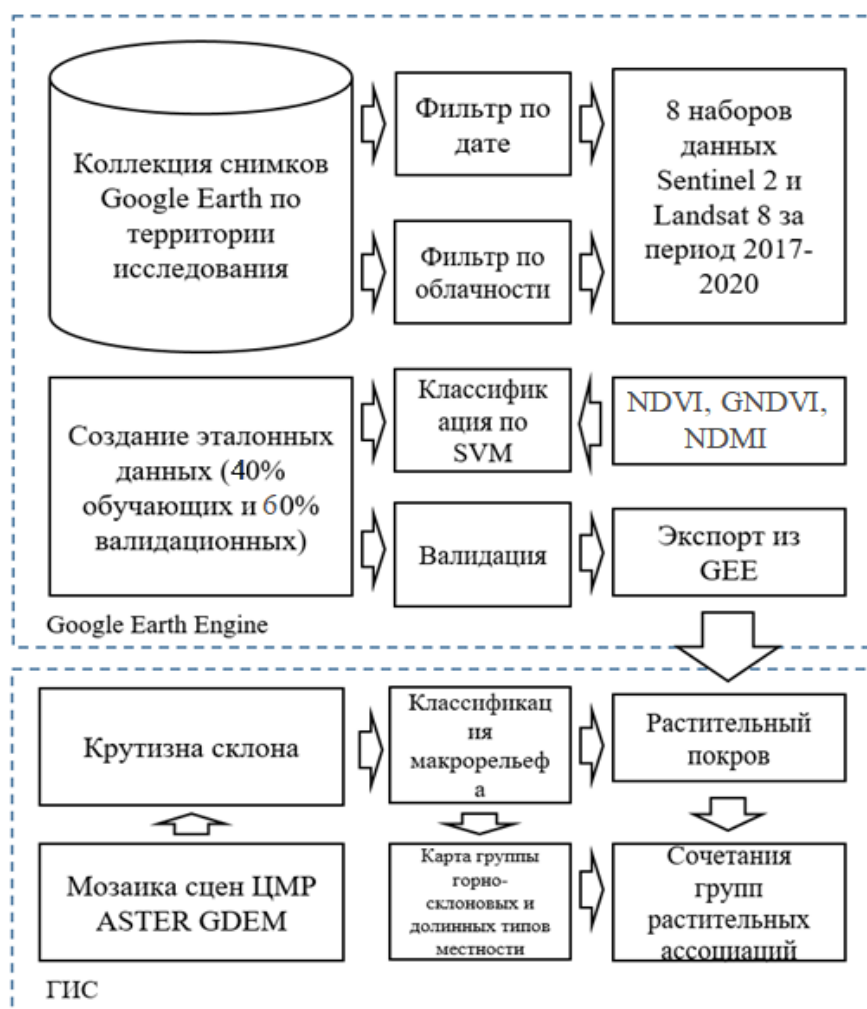 Коллекция снимков
Google Earth по
территории
исследования
Фильтр по
дате
Фильтр по
облачности
8 наборов
данных
Sentinel 2 и
Landsat 8 за
период 2017-
2020
Создание эталонных
данных (40%
обучающих и 60%
валидационных)
Классифик
ация по
SVM
NDVI, GNDVI,
NDMI
Валидация
Экспорт из
GEE
Google Earth Engine
Крутизна склона
Классификац
ия
макрорельеф
а
Растительный
покров
Мозаика сцен ЦМР
ASTER GDEM
Карта группы
горно-
склоновых и
долинных типов
местности
Сочетания
групп
растительных
ассоциаций
ГИС